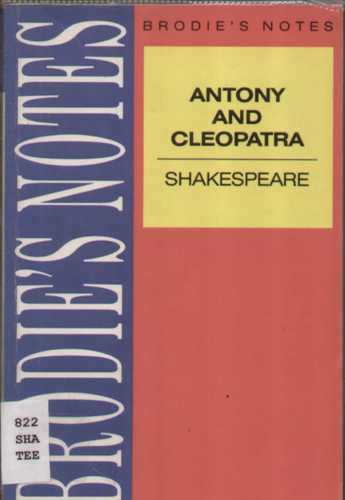 BRODIE'S NOTES
BRODIE'S NOTES
ANTONY
AND
CLEOPATRA
SHAKESPEARE
822
SHA
TEE